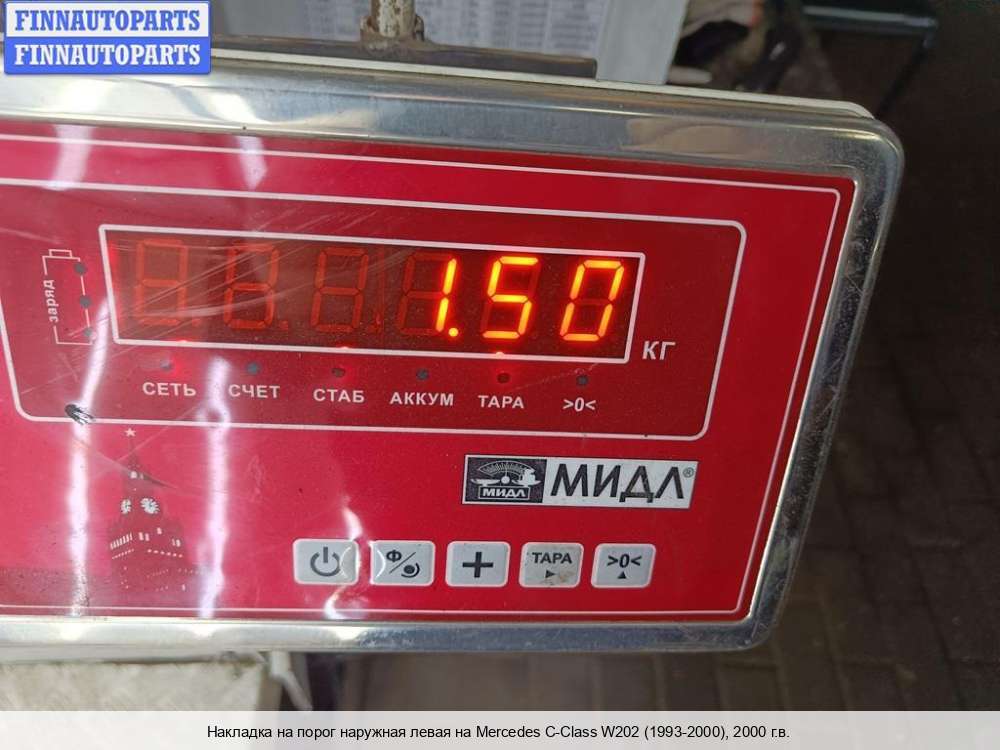 FINNAUTOPARTS
FINNAUTOPARTS
1.50
заряд
КГ
СЕТЬ СЧЕТ СТАБ АККУМ ТАРА >0<
МИДЛ МИДЛ®
Ф ТАРА >0<
Накладка на порог наружная левая на Mercedes C-Class W202 (1993-2000), 2000 г.в.